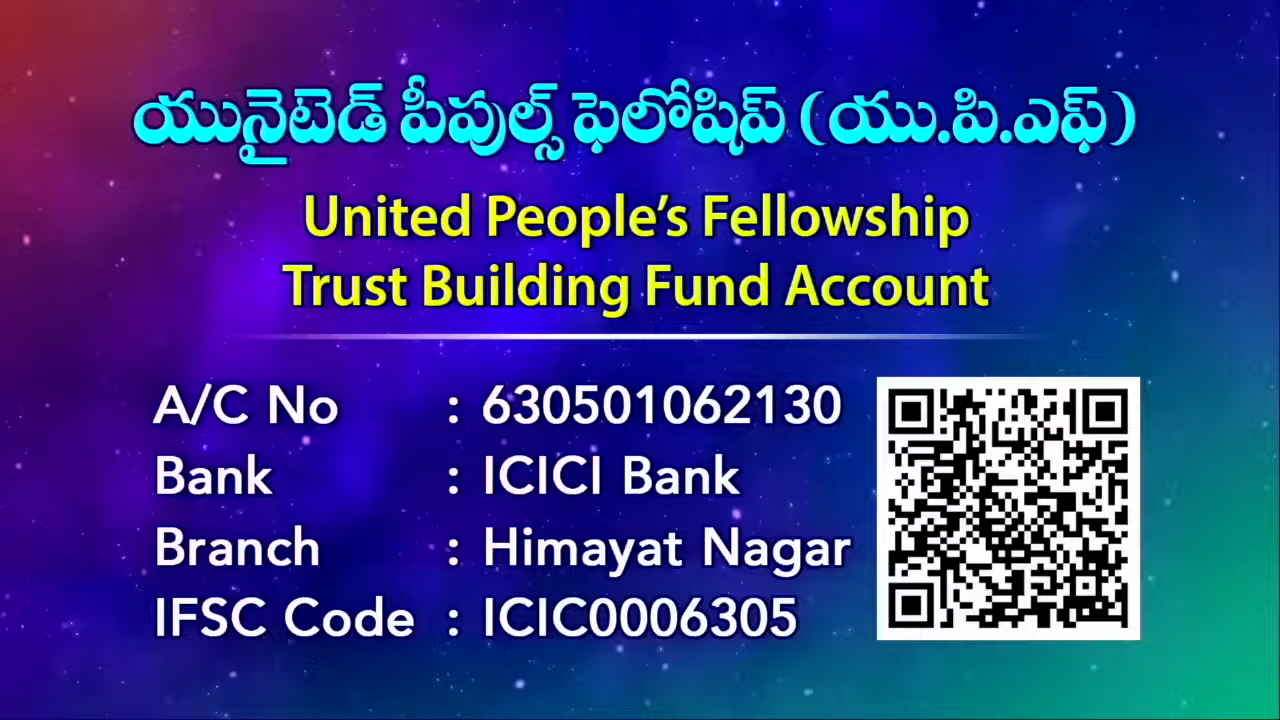 యునైటెడ్ పీపుల్స్ ఫెలోషిప్ (యు.పి.ఎఫ్)
United People’s Fellowship
Trust Building Fund Account
A/C No : 630501062130
Bank : ICICI Bank
Branch : Himayat Nagar
IFSC Code : ICIC0006305